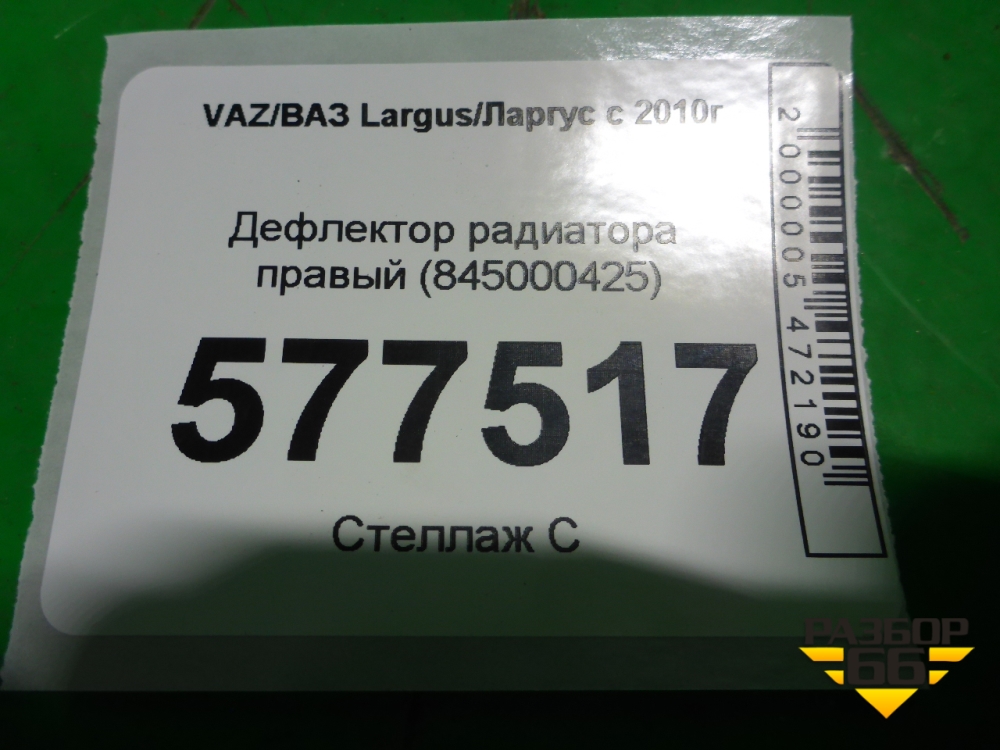 VAZ/ВАЗ Largus/Ларгус с 2010г
Дефлектор радиатора
правый (845000425)
577517
Стеллаж С
2000005472190
РАЗБОР
66